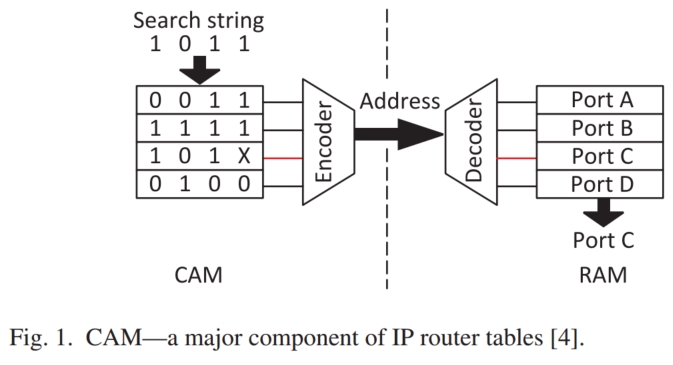 Search string
1 0 1 1
0 0 1 1
1 1 1 1
1 0 1 X
0 1 0 0
Encoder
Address
Decoder
Port A
Port B
Port C
Port D
Port C
CAM
RAM
Fig. 1. CAM—a major component of IP router tables [4].